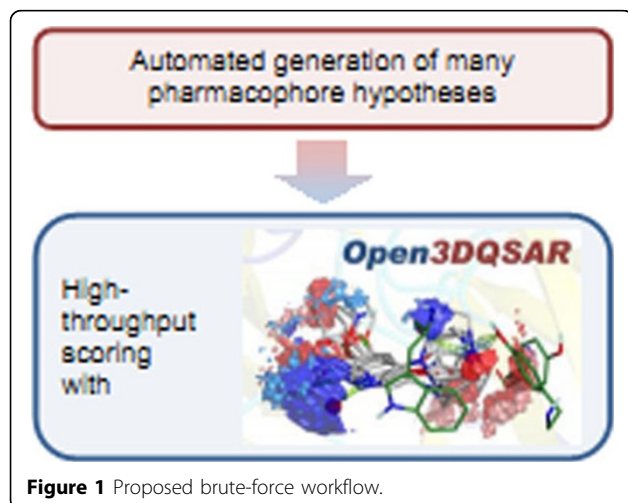 Automated generation of many
pharmacophore hypotheses
Open3DQSAR
High-
throughput
scoring
with
Figure 1 Proposed brute-force workflow.